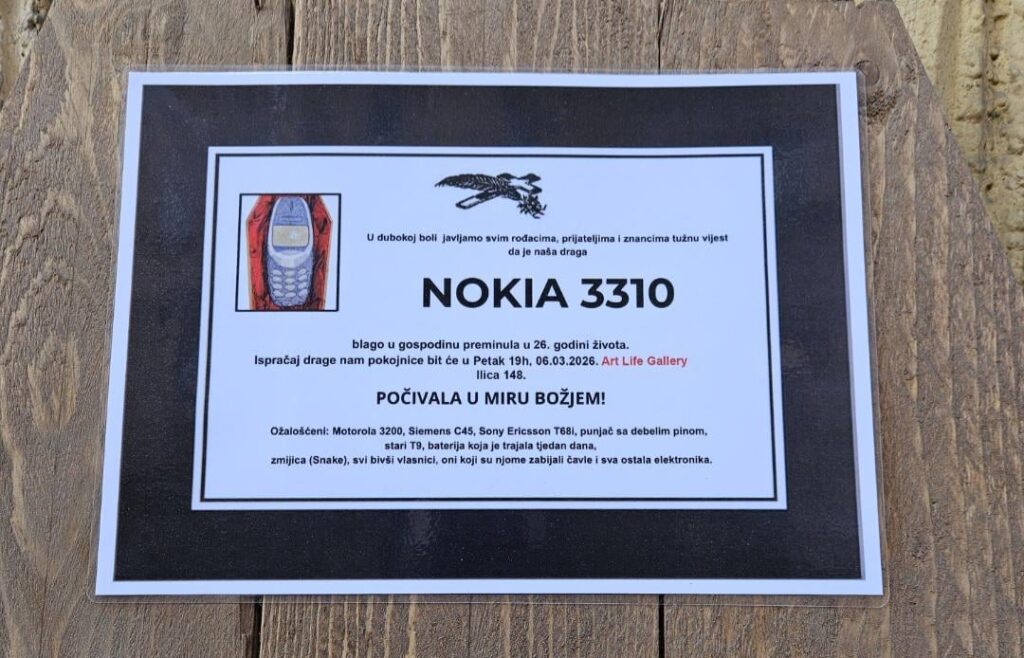 U dubokoj boli javljamo svim rođacima, prijateljima i znancima tužnu vijest
da je naša draga
NOKIA 3310
blago u gospodinu preminula u 26. godini života.
Ispračaj drage nam pokojnice bit će u Petak 19h, 06.03.2026. Art Life Gallery
Ilica 148.
POČIVALA U MIRU BOŽJEM!
Ožalošćeni: Motorola 3200, Siemens C45, Sony Ericsson T68i, punjač sa debelim pinom,
stari T9, baterija koja je trajala tjedan dana,
zmijica (Snake), svi bivši vlasnici, oni koji su njome zabijali čavle i sva ostala elektronika.